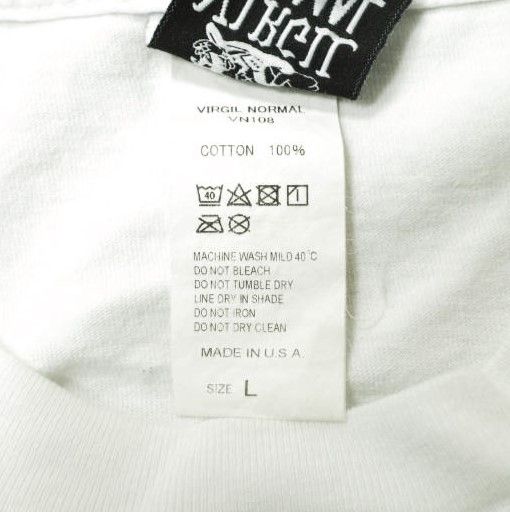 VIRGIL NORMAL
VN108
COTTON 100%
40
MACHINE WASH MILD 40˚C
DO NOT BLEACH
DO NOT TUMBLE DRY
LINE DRY IN SHADE
DO NOT IRON
DO NOT DRY CLEAN
MADE IN U.S.A.
SIZE L